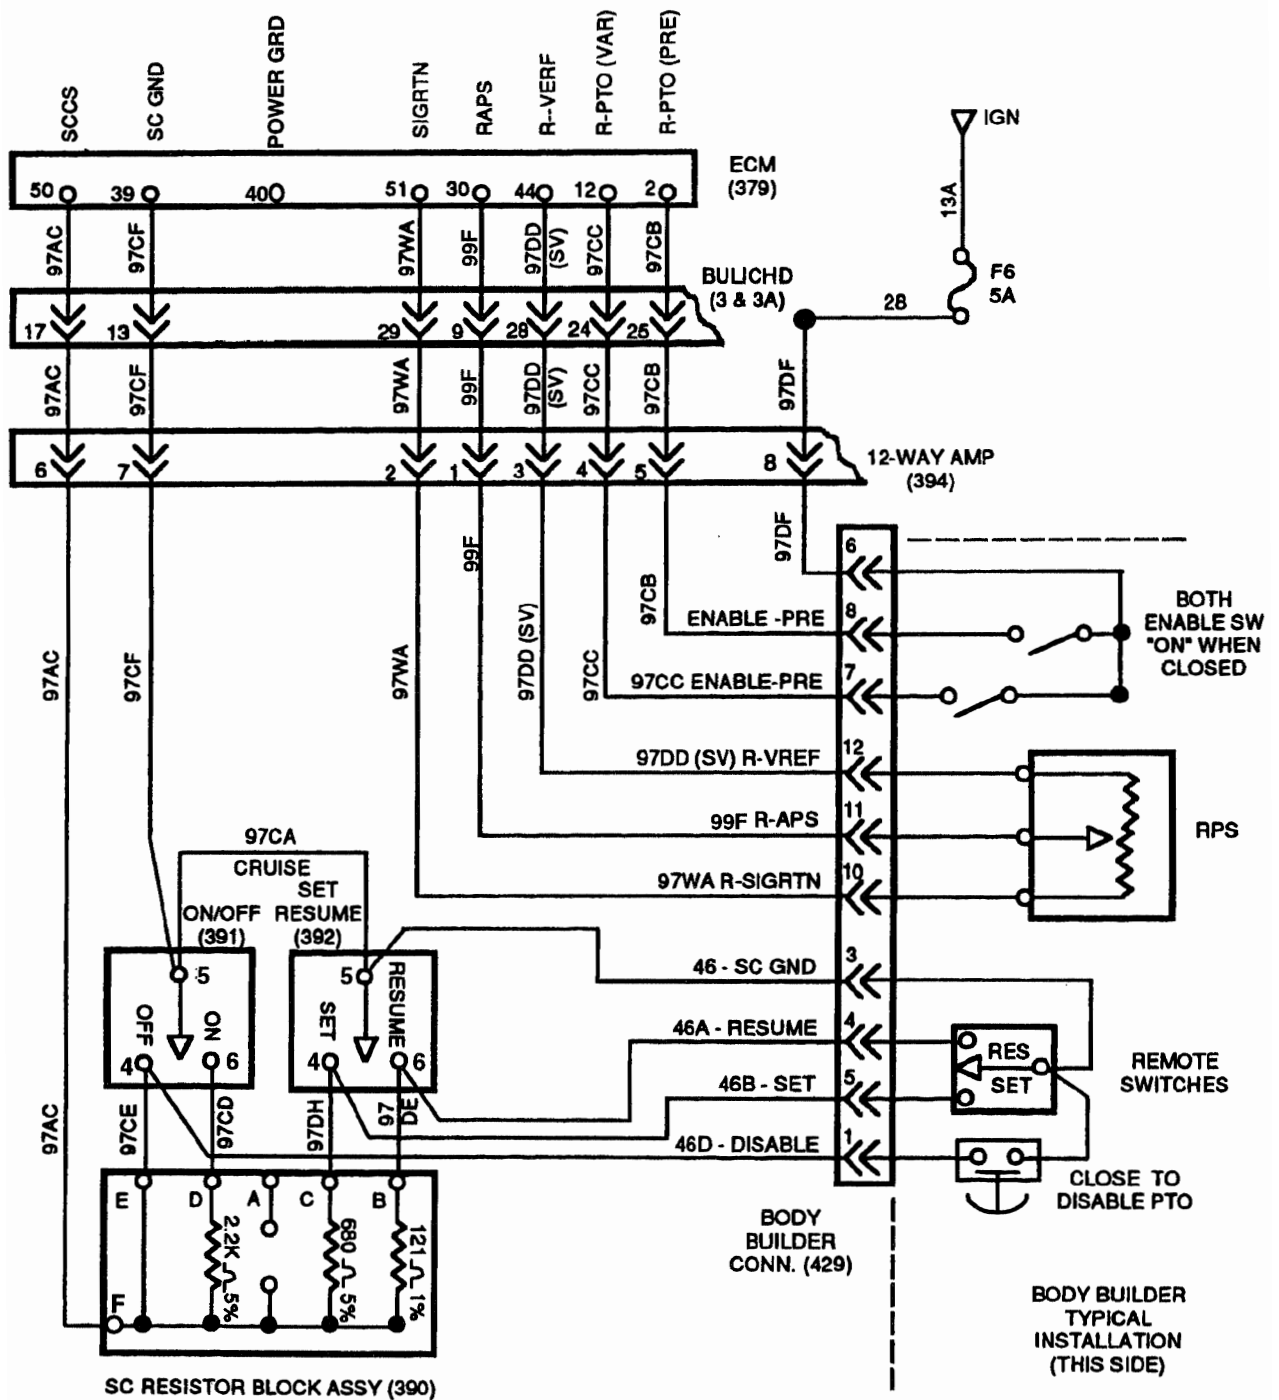 SCCS
SC GND
POWER GRD
SIGRTN
RAPS
R--VERF
R-PTO (VAR)
R-PTO (PRE)
IGN
ECM
(379)
50
39
40
51
30
44
12
2
13A
97AC
97CF
97WA
99F
97DD
(SV)
97CC
97CB
BULICHD
(3 & 3A)
F6
5A
28
17
13
29
9
28
24
25
97AC
97CF
97WA
99F
97DD
(SV)
97CC
97CB
97DF
6
7
2
1
3
4
5
8
12-WAY AMP
(394)
97DF
99F
6
97CB
ENABLE -PRE
8
BOTH
ENABLE SW
"ON" WHEN
CLOSED
97AC
97CF
97WA
97DD (SV)
97CC
97CC ENABLE-PRE
7
97DD (SV) R-VREF
12
99F R-APS
11
RPS
97WA R-SIGRTN
10
97CA
CRUISE
SET
ON/OFF
RESUME
(391)
(392)
5
OFF
ON
4
6
5
SET
RESUME
4
6
46 - SC GND
3
46A - RESUME
4
46B - SET
5
46D - DISABLE
1
RES
SET
REMOTE
SWITCHES
CLOSE TO
DISABLE PTO
97AC
97CE
97CD
97DH
97
DE
E
D
A
C
B
2.2K Ω 5%
680 Ω 5%
121 Ω 1%
F
BODY
BUILDER
CONN. (429)
BODY BUILDER
TYPICAL
INSTALLATION
(THIS SIDE)
SC RESISTOR BLOCK ASSY (390)